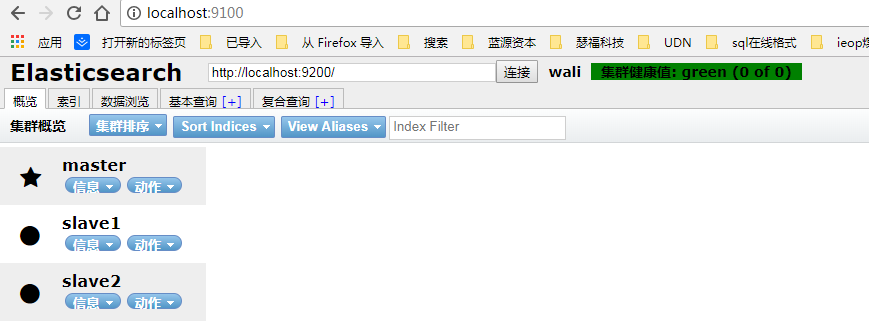 localhost:9100
应用 打开新的标签页 已导入 从 Firefox 导入 搜索 蓝源资本 瑟福科技 UDN sql在线格式
Elasticsearch http://localhost:9200/ 连接 wali 集群健康值: green (0 of 0)
概览 索引 数据浏览 基本查询 [+] 复合查询 [+]
集群概览 集群排序 Sort Indices View Aliases Index Filter
master
信息 动作
slave1
信息 动作
slave2
信息 动作